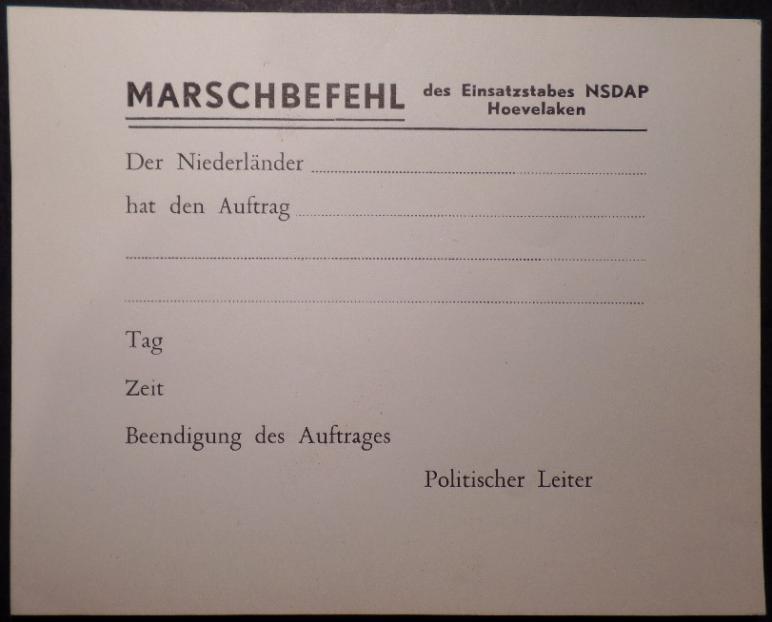 MARSCHBEFEHL des Einsatzstabes NSDAP
Hoevelaken
Der Niederländer
hat den Auftrag
Tag
Zeit
Beendigung des Auftrages
Politischer Leiter